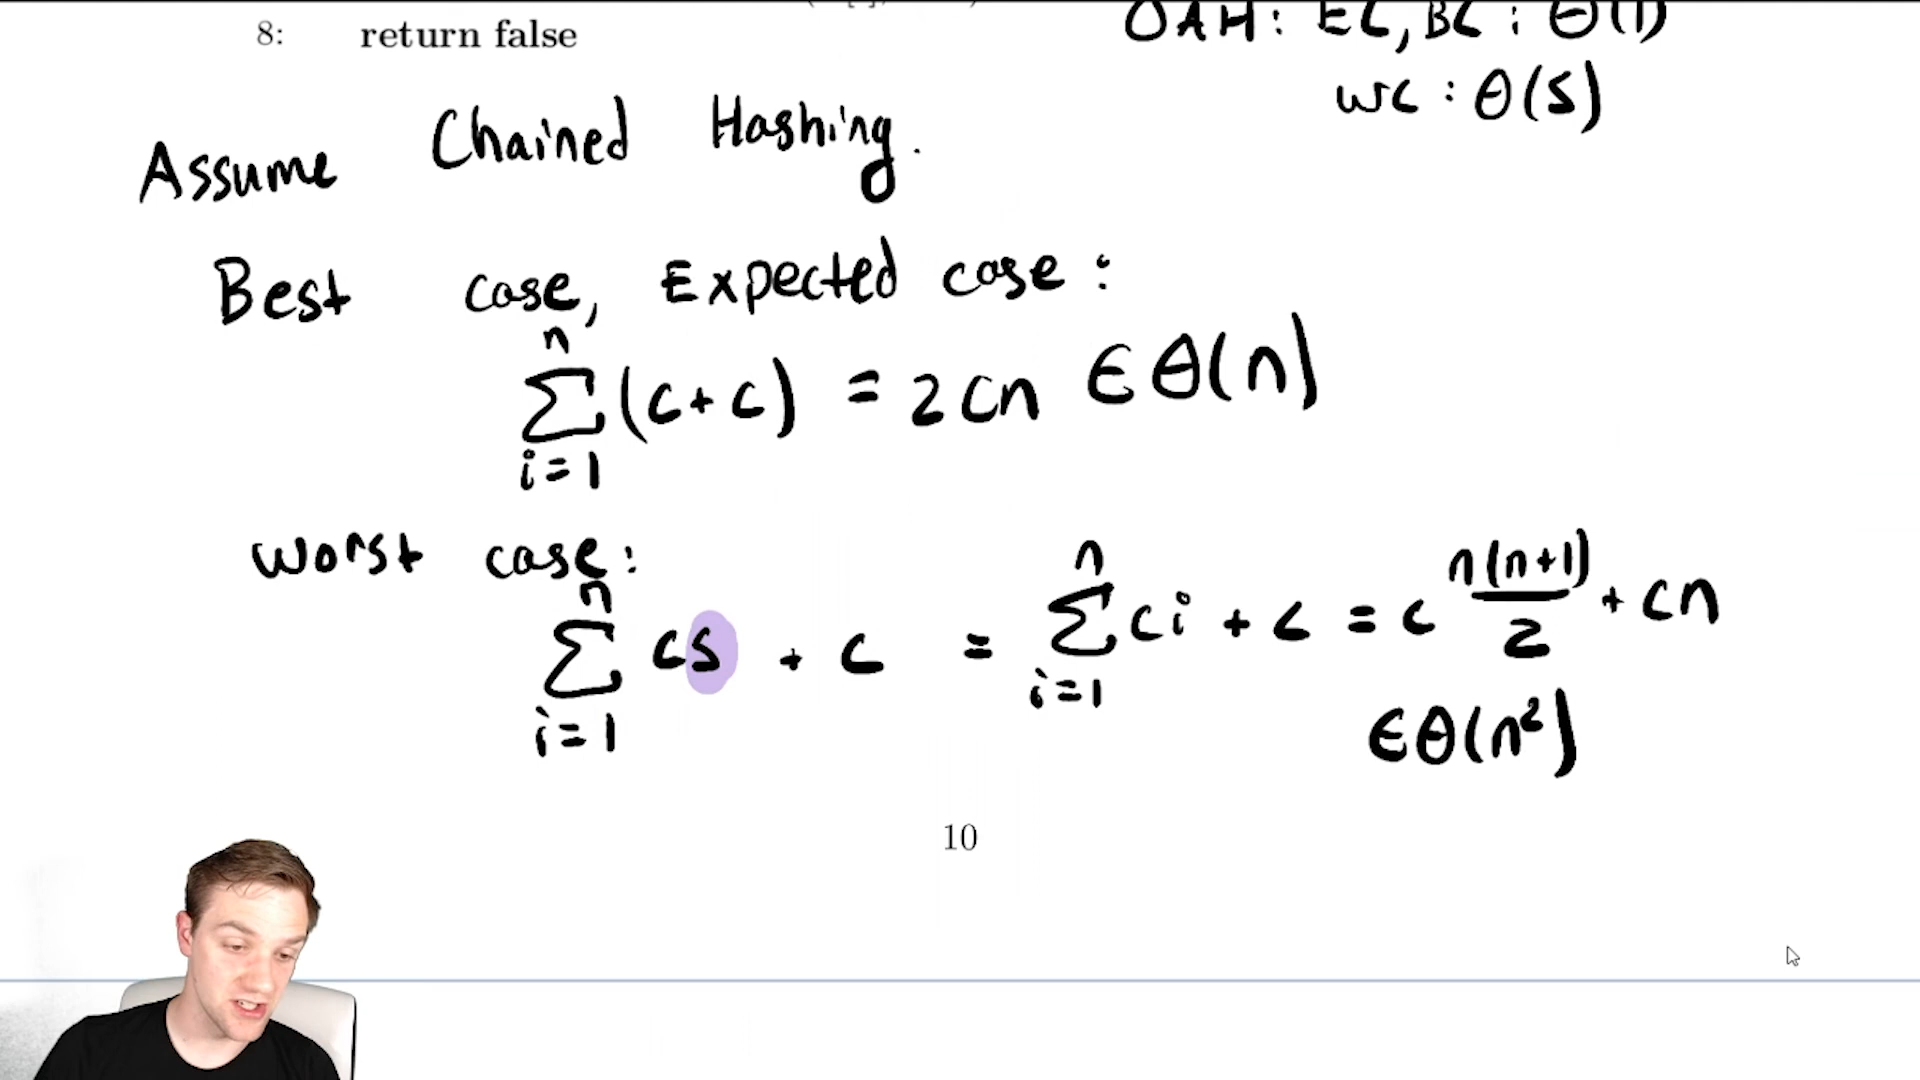 8: return false
OAH: EC, BC : Θ(1)
WC : Θ(S)
Assume Chained Hashing.
Best case, Expected case :
n
∑ (c + c) = 2cn ∈ Θ(n)
i=1
Worst case:
n n
∑ cs + c = ∑ ci + c = c n(n+1)/2 + cn
i=1 i=1
∈ Θ(n²)
10